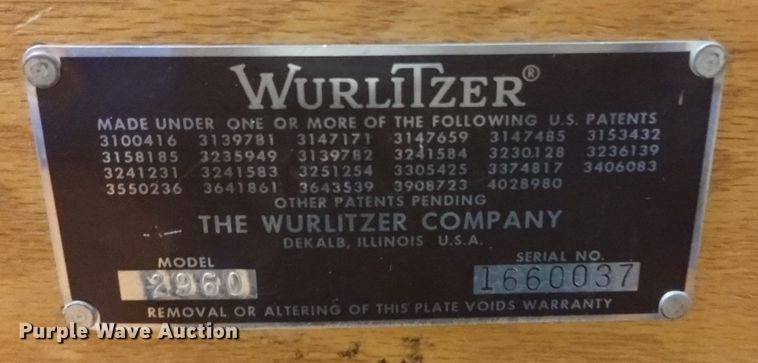 WURLITZER®
MADE UNDER ONE OR MORE OF THE FOLLOWING U.S. PATENTS
3100416 3139781 3147171 3147659 3147485 3153432
3158185 3235949 3139782 3241584 3230128 3236139
3241231 3241583 3251254 3305425 3374817 3406083
3550236 3641861 3643539 3908723 4028980
OTHER PATENTS PENDING
THE WURLITZER COMPANY
DEKALB, ILLINOIS U.S.A.
MODEL SERIAL NO.
2960 1660037
REMOVAL OR ALTERING OF THIS PLATE VOIDS WARRANTY
Purple Wave Auction